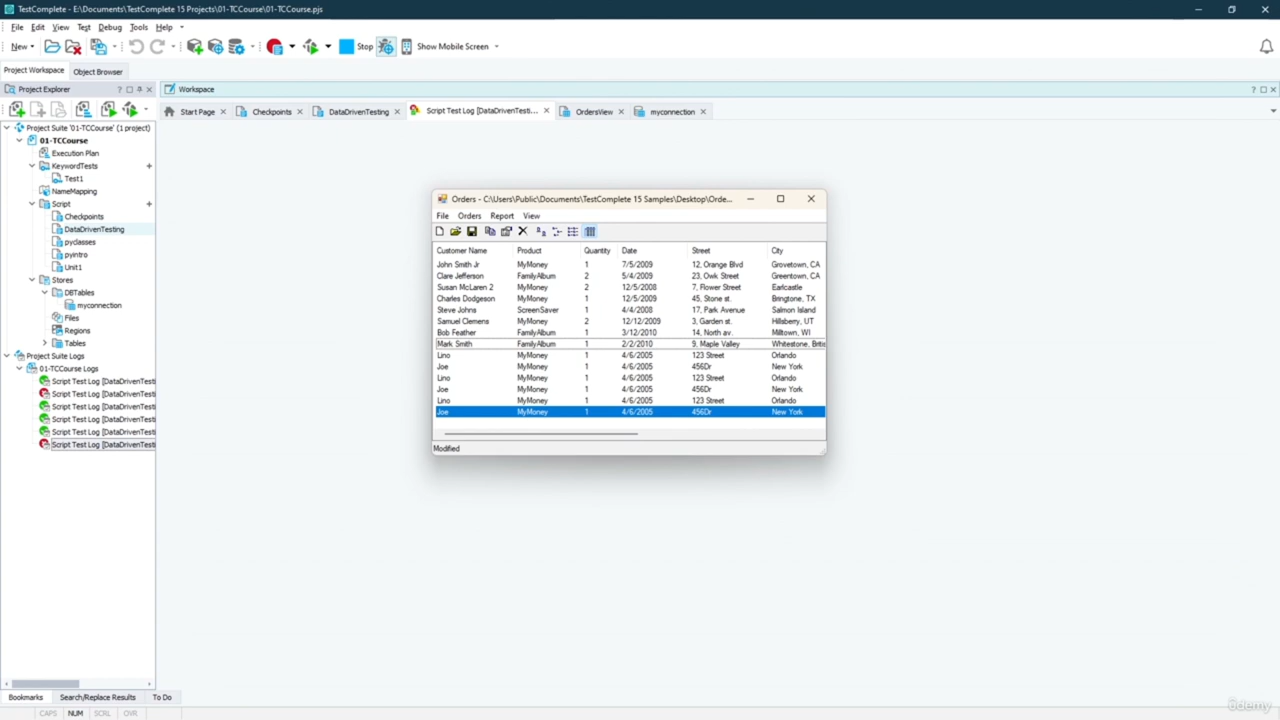 TestComplete - E:\Documents\TestComplete 15 Projects\01-TCCourse\01-TCCourse.pjs
File Edit View Test Debug Tools Help
New Stop Show Mobile Screen
Project Workspace Object Browser
Project Explorer
Workspace
Start Page Checkpoints DataDrivenTesting Script Test Log [DataDrivenTesti... OrdersView myconnection
Project Suite '01-TCCourse' (1 project)
01-TCCourse
Execution Plan
KeywordTests
Test1
NameMapping
Script
Checkpoints
DataDrivenTesting
pyclasses
pyintro
Unit1
Stores
DBTables
myconnection
Files
Regions
Tables
Project Suite Logs
01-TCCourse Logs
Script Test Log [DataDrivenTesti
Script Test Log [DataDrivenTesti
Script Test Log [DataDrivenTesti
Script Test Log [DataDrivenTesti
Script Test Log [DataDrivenTesti
Script Test Log [DataDrivenTesti
Orders - C:\Users\Public\Documents\TestComplete 15 Samples\Desktop\Orde...
File Orders Report View
Customer Name Product Quantity Date Street City
John Smith Jr MyMoney 1 7/5/2009 12, Orange Blvd Grovetown, CA
Clare Jefferson FamilyAlbum 2 5/4/2009 23, Owk Street Greentown, CA
Susan McLaren 2 MyMoney 2 12/5/2008 7, Flower Street Earlcastle
Charles Dodgeson MyMoney 1 12/5/2009 45, Stone st. Bringtone, TX
Steve Johns ScreenSaver 1 4/4/2008 17, Park Avenue Salmon Island
Samuel Clemens MyMoney 2 12/12/2009 3, Garden st. Hillsberry, UT
Bob Feather FamilyAlbum 1 3/12/2010 14, North av. Milltown, WI
Mark Smith FamilyAlbum 1 2/2/2010 9, Maple Valley Whitestone, Britis
Lino MyMoney 1 4/6/2005 123 Street Orlando
Joe MyMoney 1 4/6/2005 456Dr New York
Lino MyMoney 1 4/6/2005 123 Street Orlando
Joe MyMoney 1 4/6/2005 456Dr New York
Lino MyMoney 1 4/6/2005 123 Street Orlando
Joe MyMoney 1 4/6/2005 456Dr New York
Modified
Bookmarks Search/Replace Results To Do
CAPS NUM SCRL OVR
ûdemy